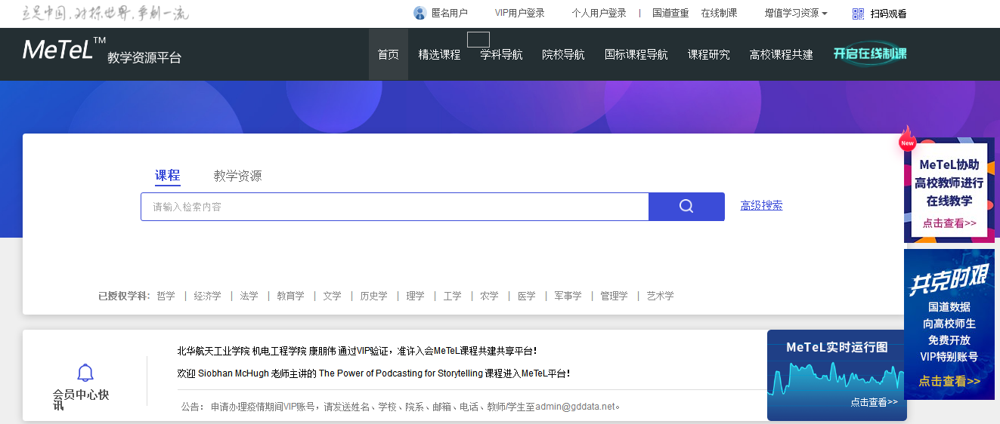 立足中国，对标世界，争创一流
匿名用户 VIP用户登录 个人用户登录 | 国道查重 在线制课 增值学习资源 扫码观看
MeTeL™ 教学资源平台
首页 精选课程 学科导航 院校导航 国标课程导航 课程研究 高校课程共建 开启在线制课
课程 教学资源
请输入检索内容
高级搜索
已授权学科： 哲学 | 经济学 | 法学 | 教育学 | 文学 | 历史学 | 理学 | 工学 | 农学 | 医学 | 军事学 | 管理学 | 艺术学
New
MeTeL协助
高校教师进行
在线教学
点击查看>>
共克时艰
国道数据
向高校师生
免费开放
VIP特别账号
点击查看>>
会员中心快
讯
北华航天工业学院 机电工程学院 康朋伟 通过VIP验证，准许入会MeTeL课程共建共享平台！
欢迎 Siobhan McHugh 老师主讲的 The Power of Podcasting for Storytelling 课程进入MeTeL平台！
公告： 申请办理疫情期间VIP账号，请发送姓名、学校、院系、邮箱、电话、教师/学生至admin@gddata.net。
MeTeL实时运行图
点击查看>>